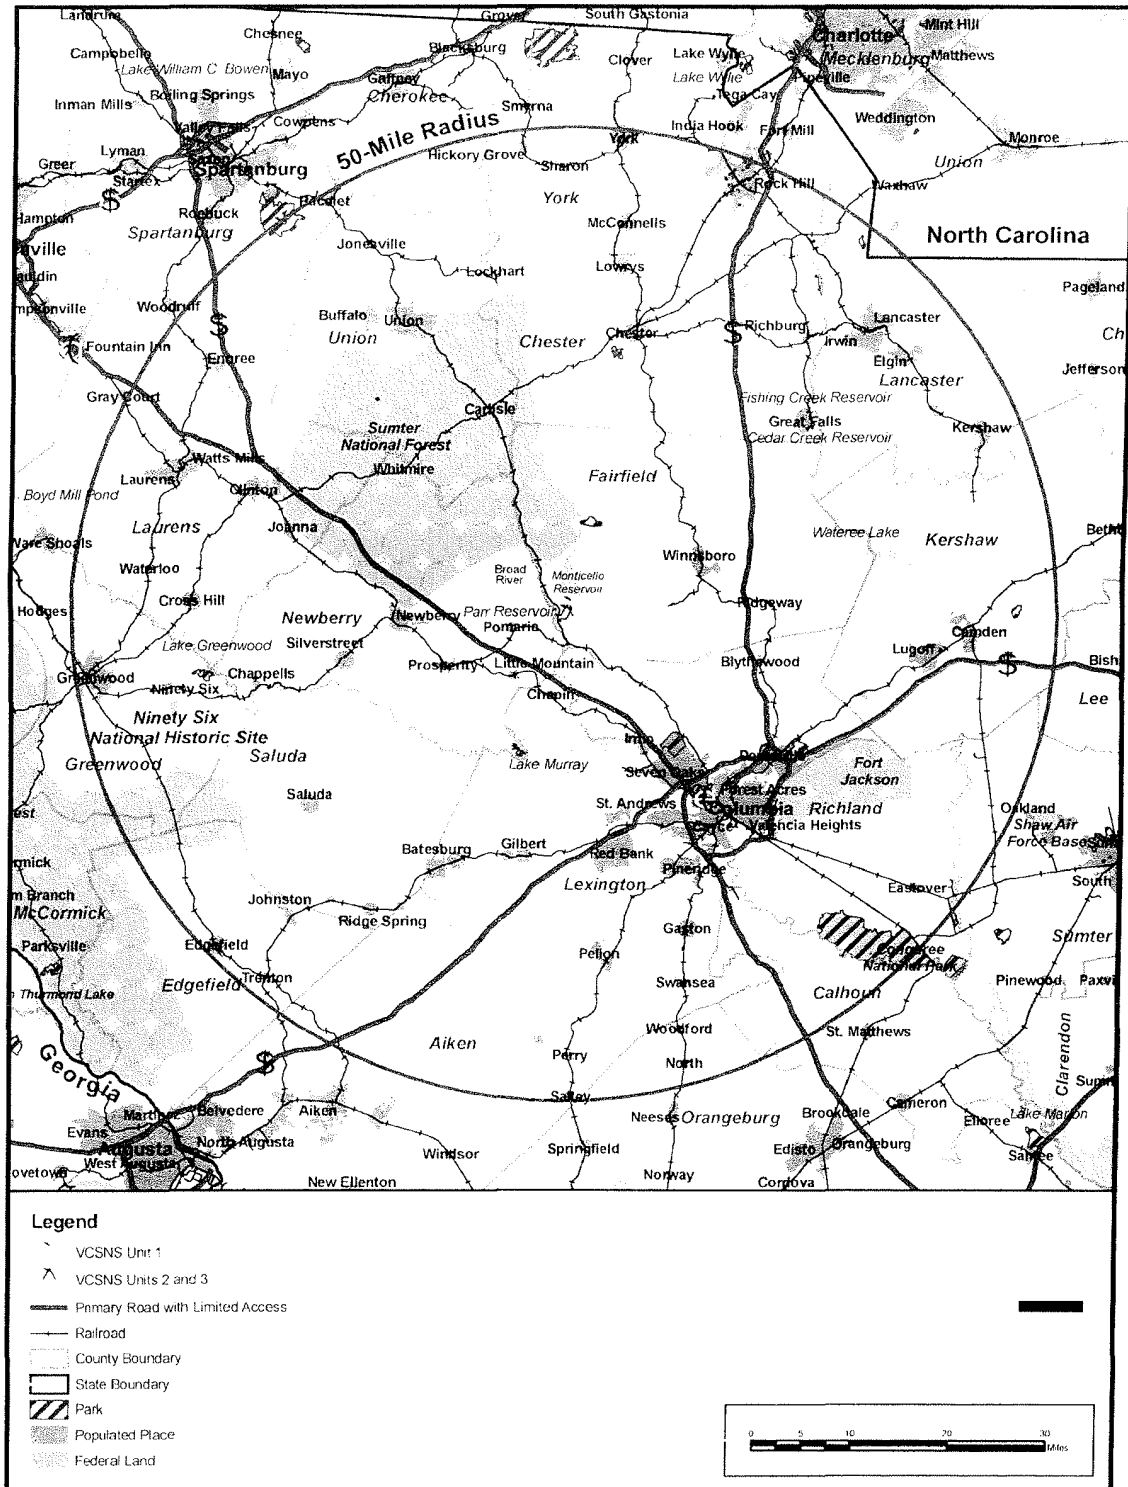 Landrum
Grover
South Gastonia
Mint Hill
Chesnee
Charlotte
Campobello
Blacksburg
Clover
Lake Wylie
Mecklenburg
Matthews
Lake William C Bowen
Mayo
Gaffney
Lake Wylie
Pineville
Boiling Springs
Cherokee
Tega Cay
Inman Mills
Smyrna
Weddington
Cowpens
India Hook
Fort Mill
Valley Falls
50-Mile Radius
York
Monroe
Lyman
Hickory Grove
Greer
Saxon
Sharon
Union
Spartanburg
Startex
Rock Hill
Waxhaw
Pacolet
York
Hampton
Roebuck
McConnells
Spartanburg
North Carolina
Jonesville
Lowrys
Lockhart
Pageland
Woodruff
Buffalo
Union
Lancaster
Union
Chester
Chester
Richburg
Irwin
Fountain Inn
Enoree
Elgin
Jefferson
Lancaster
Gray Court
Fishing Creek Reservoir
Carlisle
Great Falls
Sumter
National Forest
Cedar Creek Reservoir
Kershaw
Watts Mills
Whitmire
Laurens
Fairfield
Clinton
Boyd Mill Pond
Laurens
Joanna
Wateree Lake
Kershaw
Ware Shoals
Winnsboro
Waterloo
Broad
River
Monticello
Reservoir
Cross Hill
Ridgeway
Hodges
Newberry
Newberry
Parr Reservoir
Pomaria
Camden
Lake Greenwood
Silverstreet
Lugoff
Prosperity
Little Mountain
Blythewood
Greenwood
Chappells
Ninety Six
Chapin
Lee
Ninety Six
National Historic Site
Irmo
Greenwood
Saluda
Lake Murray
Fort
Jackson
Seven Oaks
Forest Acres
Saluda
St. Andrews
Columbia
Richland
Oakland
Cayce
Valencia Heights
Shaw Air
Force Base
Batesburg
Gilbert
Red Bank
Pineridge
Lexington
South
Eastover
Johnston
McCormick
Ridge Spring
Gaston
Parksville
Edgefield
Pelion
Congaree
National Park
Sumter
Trenton
Edgefield
Swansea
Pinewood
Thurmond Lake
Calhoun
Woodford
St. Matthews
Aiken
Clarendon
Georgia
Perry
North
Salley
Martinez
Belvedere
Aiken
Neeses
Orangeburg
Brookdale
Cameron
Lake Marion
Elloree
Evans
North Augusta
Augusta
Springfield
Edisto
Orangeburg
Windsor
Santee
West Augusta
New Ellenton
Norway
Cordova
Legend
VCSNS Unit 1
VCSNS Units 2 and 3
Primary Road with Limited Access
Railroad
County Boundary
State Boundary
Park
Populated Place
Federal Land
0 5 10 20 30
Miles